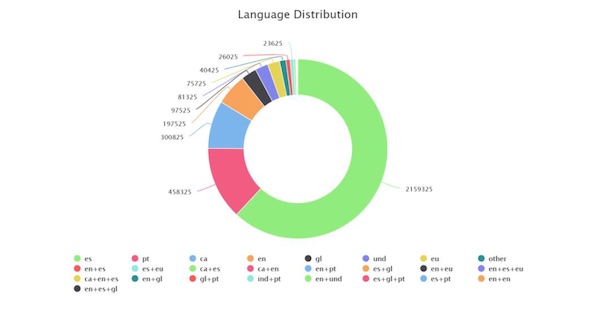 Language Distribution
23625
26025
40425
75725
81325
97525
197525
300825
458325
2159325
es pt ca en gl und eu other
en+es es+eu ca+es ca+en en+pt es+gl en+eu en+es+eu
ca+en+es en+gl gl+pt ind+pt en+und es+gl+pt es+pt en+en
en+es+gl